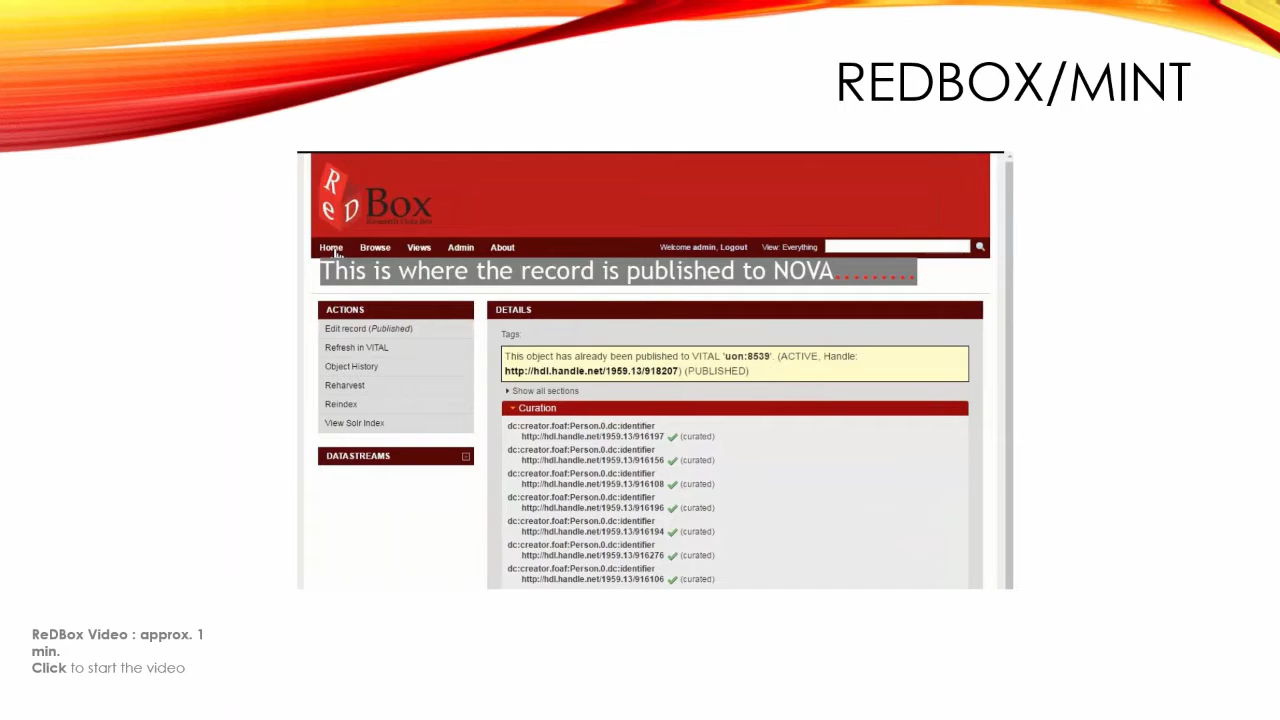 REDBOX/MINT
ReD Box
Home Browse Views Admin About Welcome admin, Logout View: Everything
This is where the record is published to NOVA.........
ACTIONS
Edit record (Published)
Refresh in VITAL
Object History
Reharvest
Reindex
View Solr Index
DATASTREAMS
DETAILS
Tags:
This object has already been published to VITAL 'uon:8539'. (ACTIVE, Handle:
http://hdl.handle.net/1959.13/918207) (PUBLISHED)
Show all sections
Curation
dc:creator.foaf:Person.0.dc:identifier
http://hdl.handle.net/1959.13/916197 (curated)
dc:creator.foaf:Person.0.dc:identifier
http://hdl.handle.net/1959.13/916156 (curated)
dc:creator.foaf:Person.0.dc:identifier
http://hdl.handle.net/1959.13/916108 (curated)
dc:creator.foaf:Person.0.dc:identifier
http://hdl.handle.net/1959.13/916196 (curated)
dc:creator.foaf:Person.0.dc:identifier
http://hdl.handle.net/1959.13/916194 (curated)
dc:creator.foaf:Person.0.dc:identifier
http://hdl.handle.net/1959.13/916276 (curated)
dc:creator.foaf:Person.0.dc:identifier
http://hdl.handle.net/1959.13/916106 (curated)
ReDBox Video : approx. 1
min.
Click to start the video